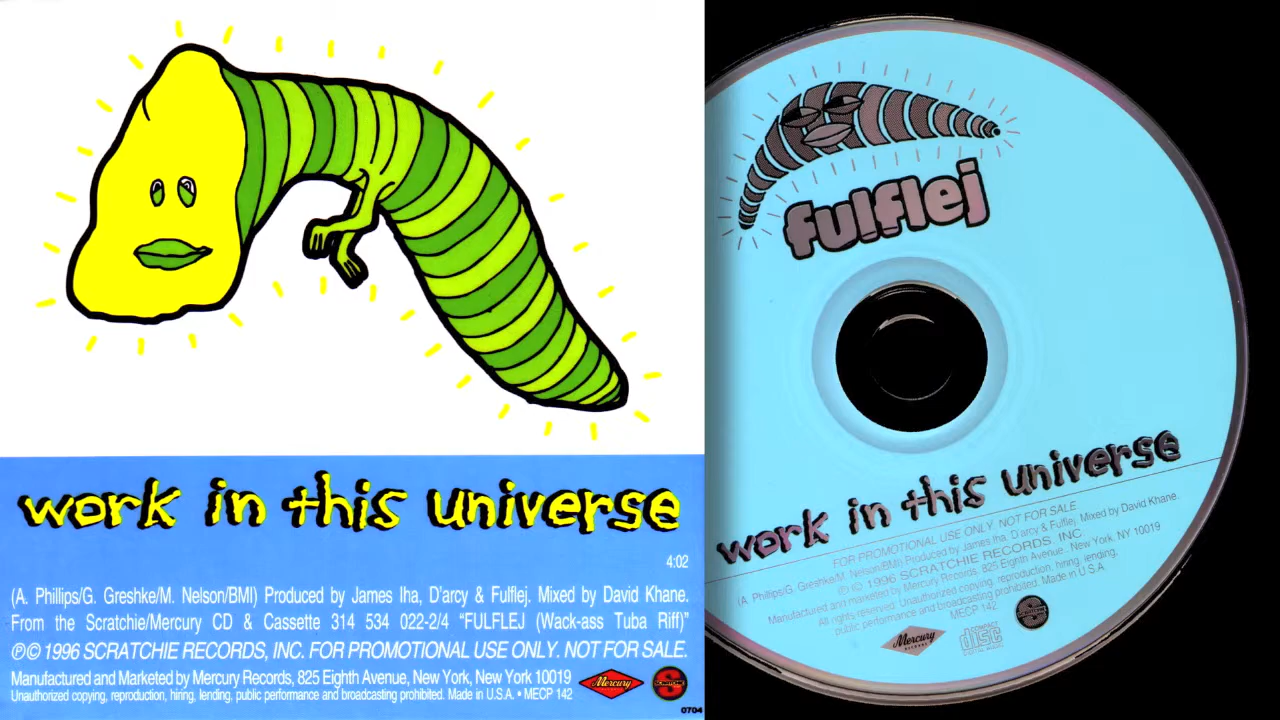 work in this universe
4:02
(A. Phillips/G. Greshke/M. Nelson/BMI) Produced by James Iha, D'arcy & Fulflej. Mixed by David Khane.
From the Scratchie/Mercury CD & Cassette 314 534 022-2/4 "FULFLEJ (Wack-ass Tuba Riff)"
℗© 1996 SCRATCHIE RECORDS, INC. FOR PROMOTIONAL USE ONLY. NOT FOR SALE.
Manufactured and Marketed by Mercury Records, 825 Eighth Avenue, New York, New York 10019
Unauthorized copying, reproduction, hiring, lending, public performance and broadcasting prohibited. Made in U.S.A. • MECP 142
Mercury
RECORDS
SCRATCHIE
0704
fulflej
work in this universe
FOR PROMOTIONAL USE ONLY. NOT FOR SALE
(A. Phillips/G. Greshke/M. Nelson/BMI) Produced by James Iha, D'arcy & Fulflej. Mixed by David Khane.
℗ © 1996 SCRATCHIE RECORDS, INC
Manufactured and marketed by Mercury Records, 825 Eighth Avenue, New York, NY 10019
All rights reserved. Unauthorized copying, reproduction, hiring, lending,
public performance and broadcasting prohibited. Made in U.S.A.
MECP 142
Mercury
RECORDS
COMPACT
disc
DIGITAL AUDIO
SCRATCHIE